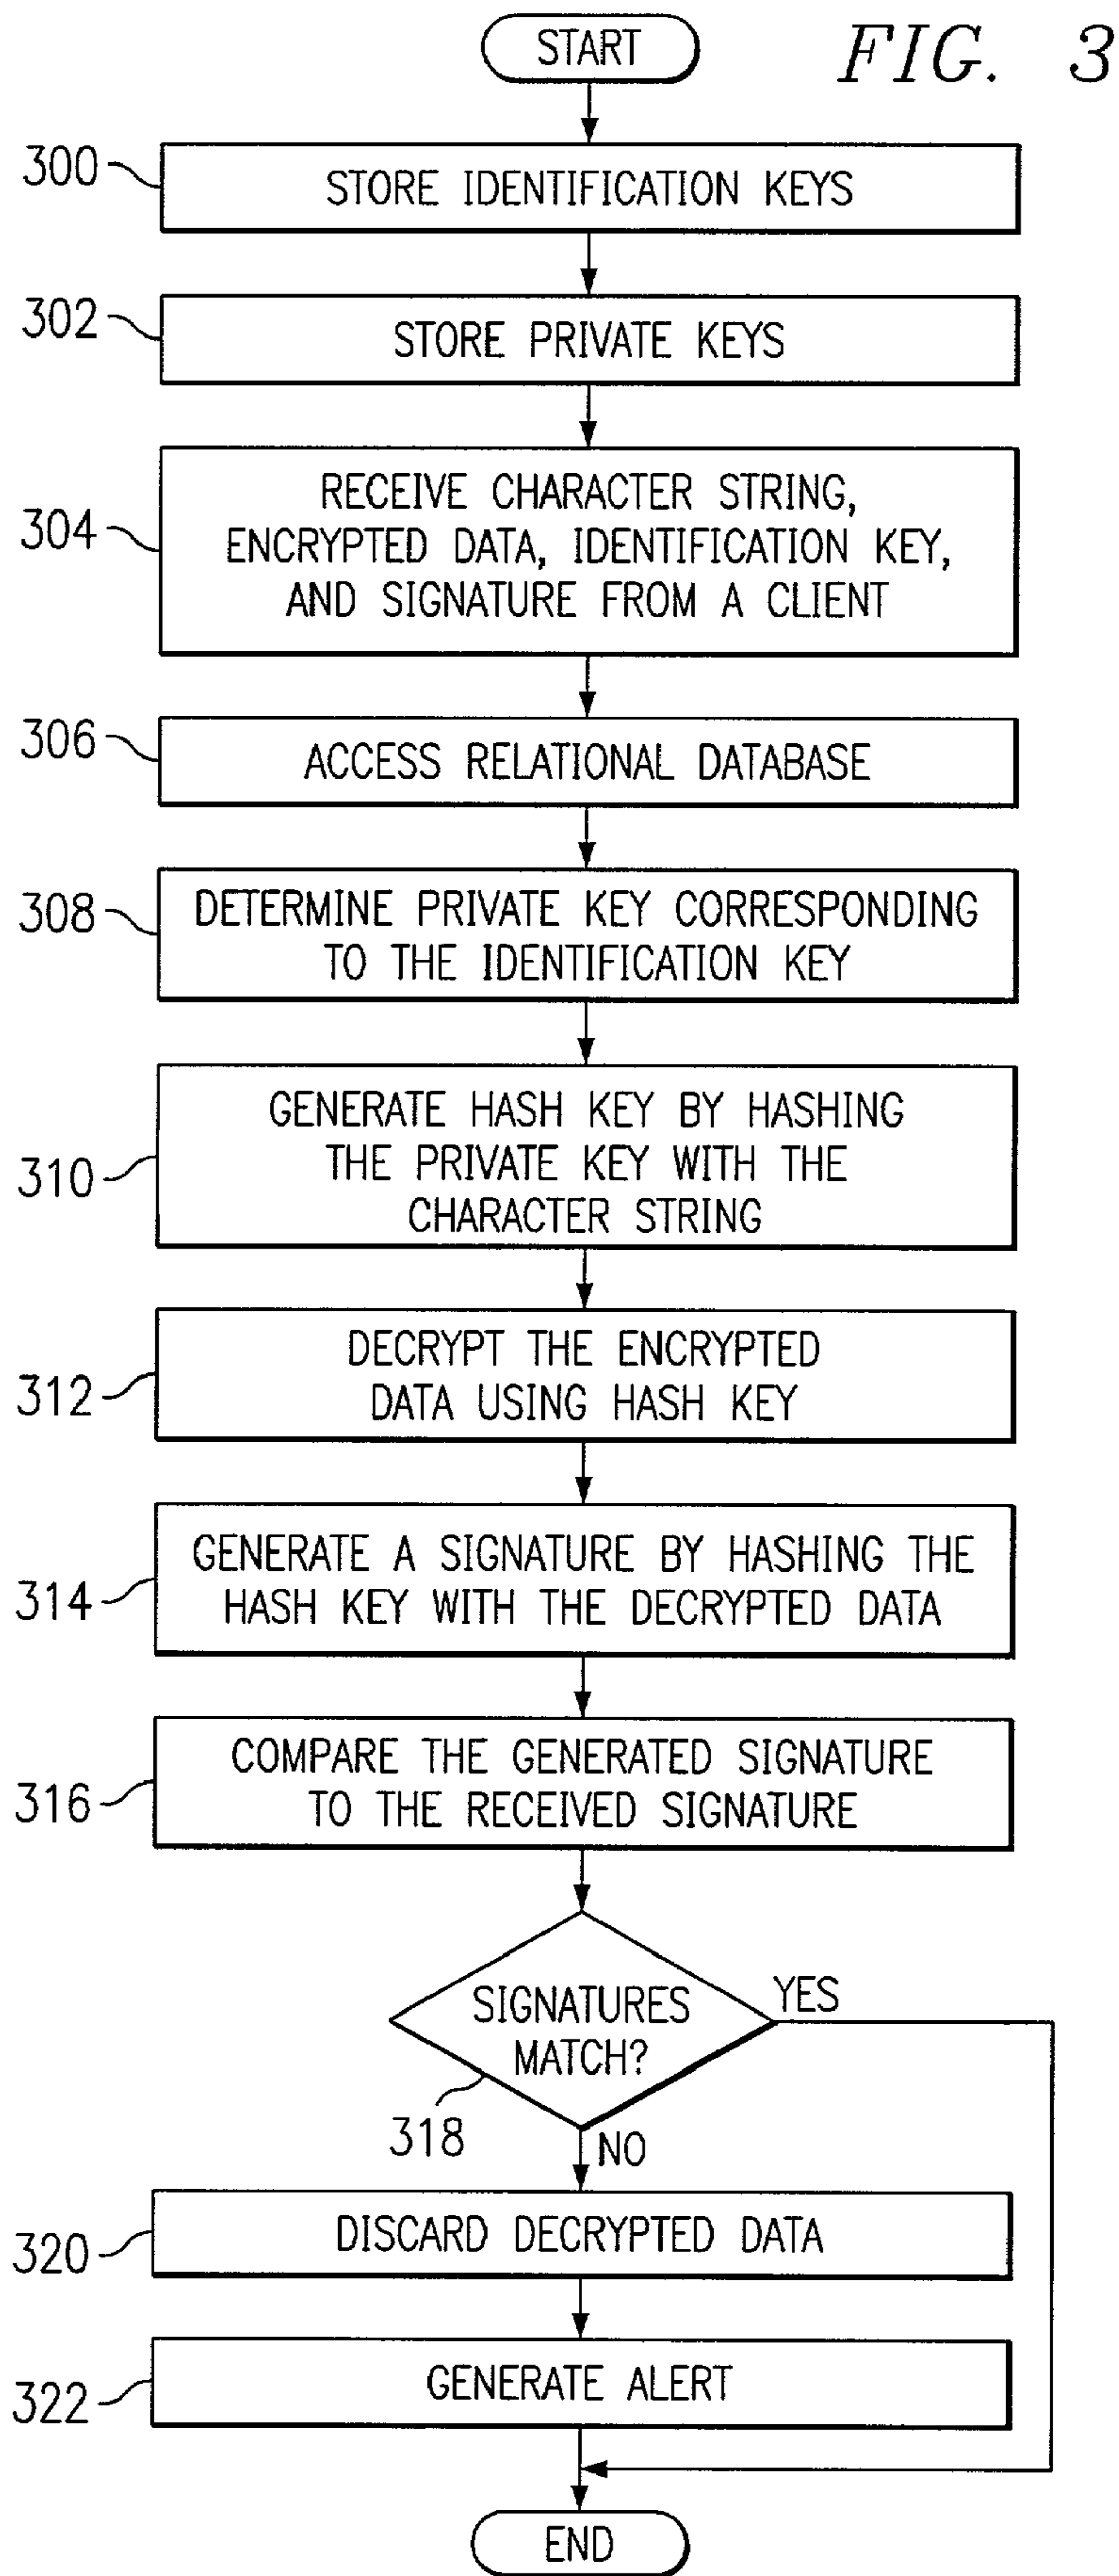 START
FIG. 3
300
STORE IDENTIFICATION KEYS
302
STORE PRIVATE KEYS
304
RECEIVE CHARACTER STRING,
ENCRYPTED DATA, IDENTIFICATION KEY,
AND SIGNATURE FROM A CLIENT
306
ACCESS RELATIONAL DATABASE
308
DETERMINE PRIVATE KEY CORRESPONDING
TO THE IDENTIFICATION KEY
310
GENERATE HASH KEY BY HASHING
THE PRIVATE KEY WITH THE
CHARACTER STRING
312
DECRYPT THE ENCRYPTED
DATA USING HASH KEY
314
GENERATE A SIGNATURE BY HASHING THE
HASH KEY WITH THE DECRYPTED DATA
316
COMPARE THE GENERATED SIGNATURE
TO THE RECEIVED SIGNATURE
SIGNATURES
MATCH?
YES
318
NO
320
DISCARD DECRYPTED DATA
322
GENERATE ALERT
END